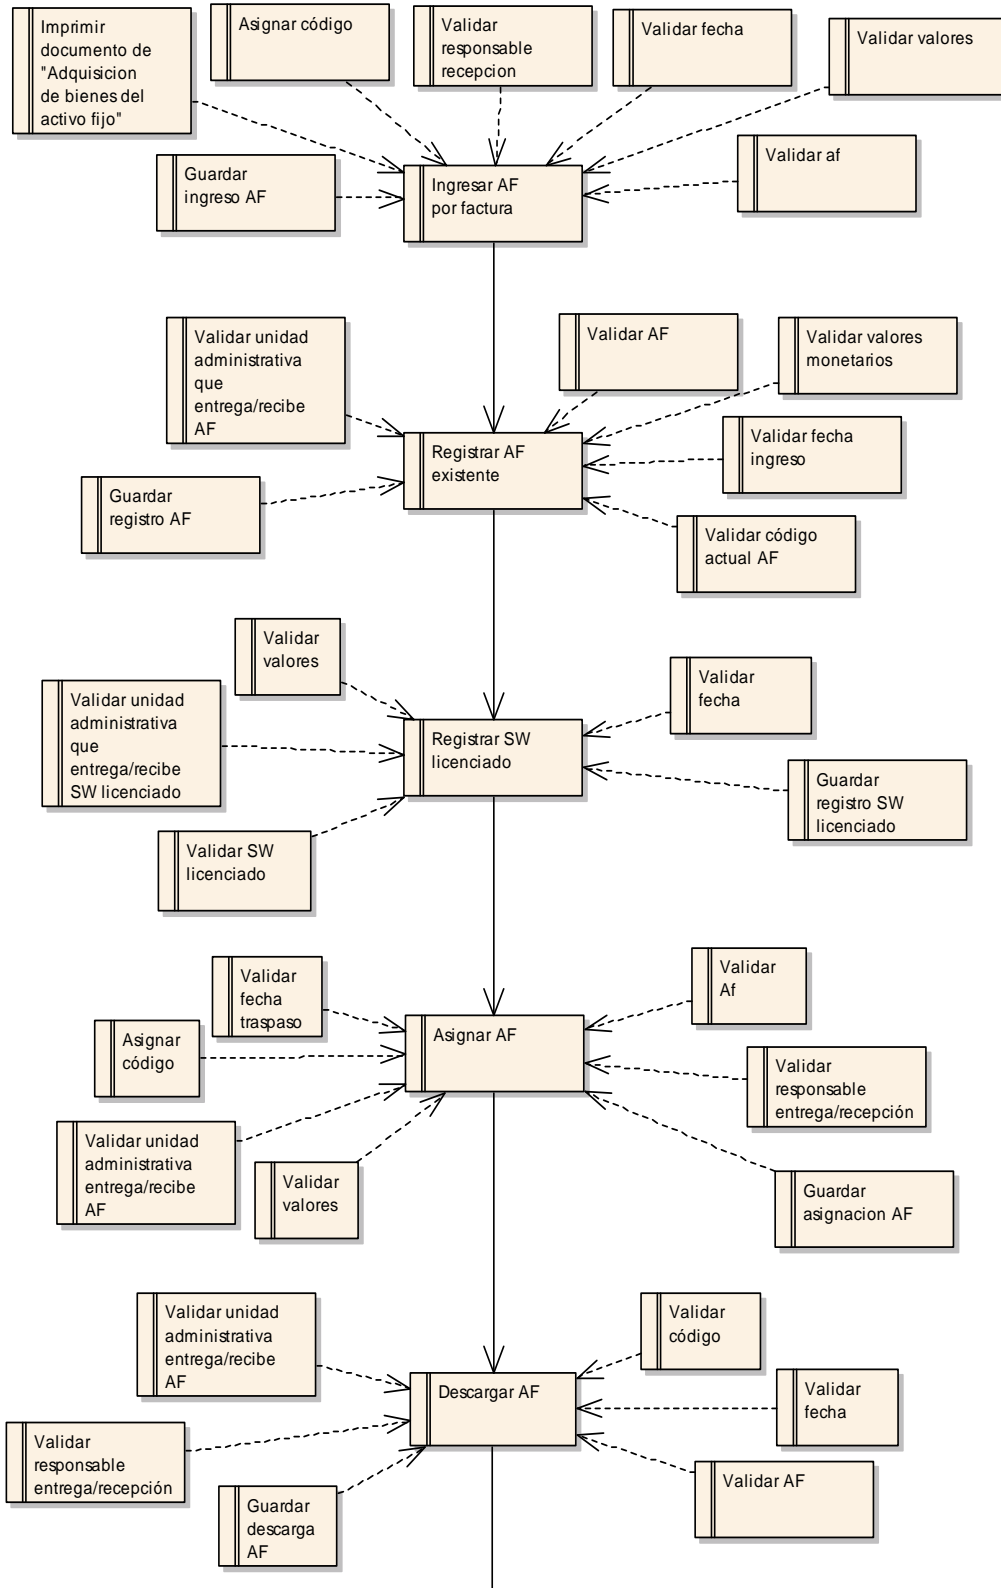 Imprimir
documento de
"Adquisicion
de bienes del
activo fijo"
Asignar código
Validar
responsable
recepcion
Validar fecha
Validar valores
Guardar
ingreso AF
Ingresar AF
por factura
Validar af
Validar unidad
administrativa
que
entrega/recibe
AF
Validar AF
Validar valores
monetarios
Registrar AF
existente
Validar fecha
ingreso
Guardar
registro AF
Validar código
actual AF
Validar
valores
Validar
fecha
Validar unidad
administrativa
que
entrega/recibe
SW licenciado
Registrar SW
licenciado
Guardar
registro SW
licenciado
Validar SW
licenciado
Validar
fecha
traspaso
Validar
Af
Asignar
código
Asignar AF
Validar
responsable
entrega/recepción
Validar unidad
administrativa
entrega/recibe
AF
Validar
valores
Guardar
asignacion AF
Validar unidad
administrativa
entrega/recibe
AF
Validar
código
Descargar AF
Validar
fecha
Validar
responsable
entrega/recepción
Guardar
descarga
AF
Validar AF